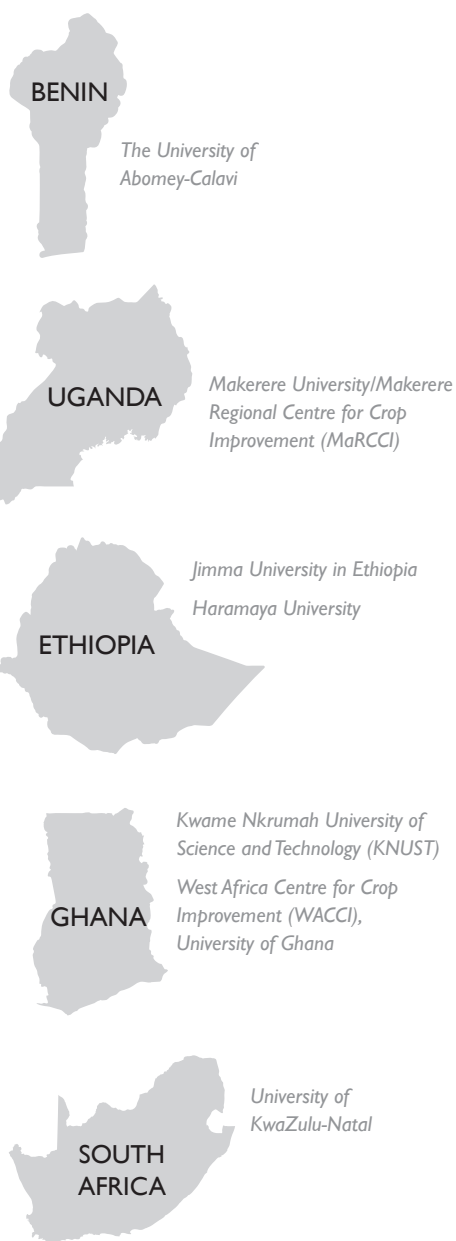 BENIN
The University of
Abomey-Calavi
UGANDA
Makerere University/Makerere
Regional Centre for Crop
Improvement (MaRCCI)
Jimma University in Ethiopia
Haramaya University
ETHIOPIA
Kwame Nkrumah University of
Science and Technology (KNUST)
West Africa Centre for Crop
Improvement (WACCI),
University of Ghana
GHANA
University of
KwaZulu-Natal
SOUTH
AFRICA